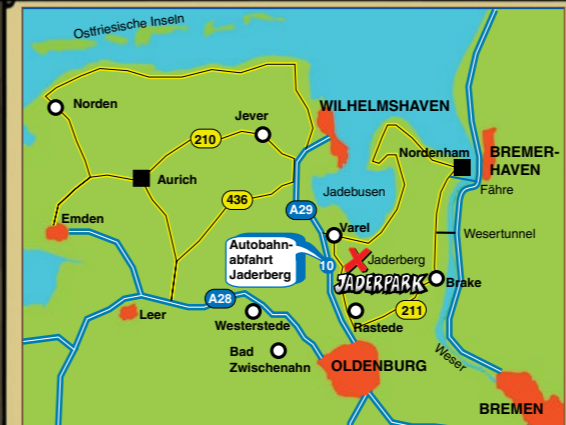 Ostfriesische Inseln
Norden
Jever
WILHELMSHAVEN
210
Nordenham
BREMER-
HAVEN
Aurich
436
Jadebusen
Fähre
A29
Emden
Varel
Wesertunnel
Autobahn-
abfahrt
Jaderberg
10
Jaderberg
JADERPARK
Brake
A28
Leer
Westerstede
211
Rastede
Bad
Zwischenahn
OLDENBURG
Weser
BREMEN